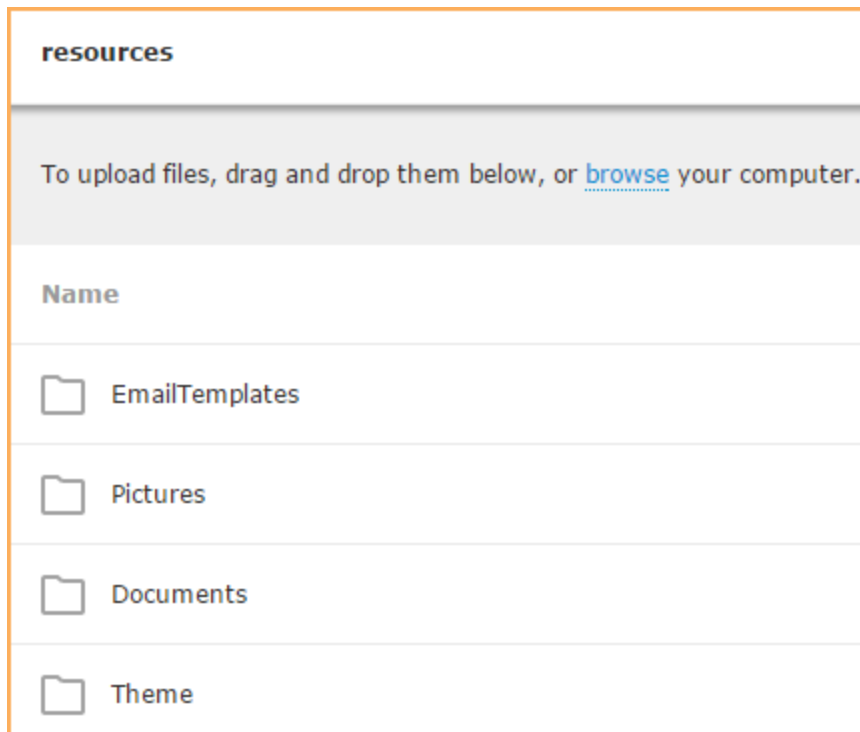 resources
To upload files, drag and drop them below, or browse your computer.
Name
EmailTemplates
Pictures
Documents
Theme